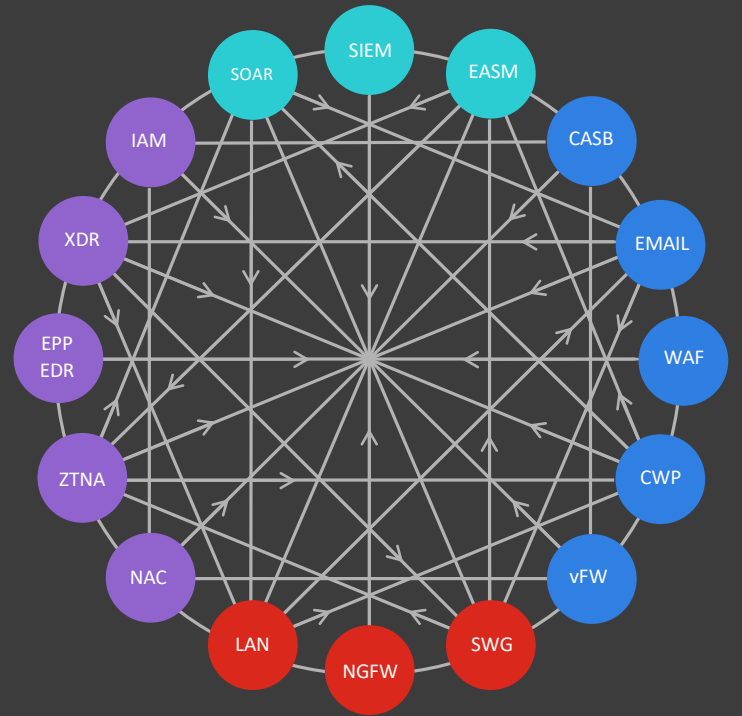 SIEM
SOAR
EASM
IAM
CASB
XDR
EMAIL
EPP
EDR
WAF
ZTNA
CWP
NAC
vFW
LAN
SWG
NGFW